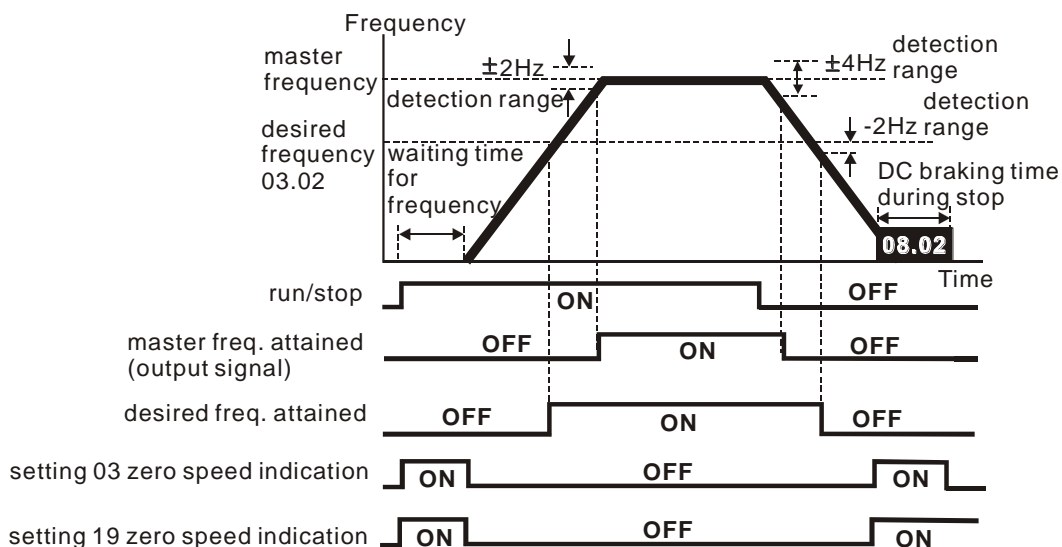 Frequency
master
frequency
±2Hz
detection range
±4Hz
detection
range
desired
frequency
03.02
waiting time
for
frequency
detection
-2Hz range
DC braking time
during stop
08.02
Time
run/stop
ON
OFF
master freq. attained
(output signal)
OFF
ON
OFF
desired freq. attained
OFF
ON
OFF
setting 03 zero speed indication
ON
OFF
ON
setting 19 zero speed indication
ON
OFF
ON